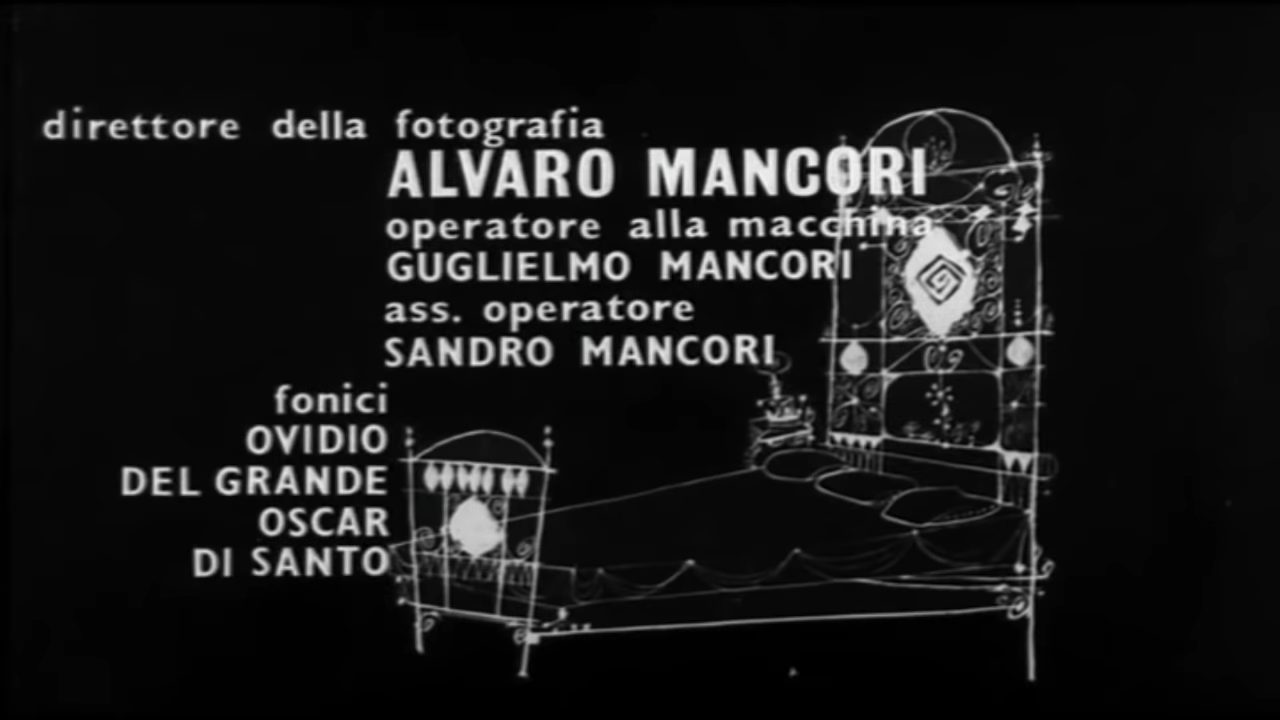 direttore della fotografia
ALVARO MANCORI
operatore alla macchina
GUGLIELMO MANCORI
ass. operatore
SANDRO MANCORI
fonici
OVIDIO
DEL GRANDE
OSCAR
DI SANTO